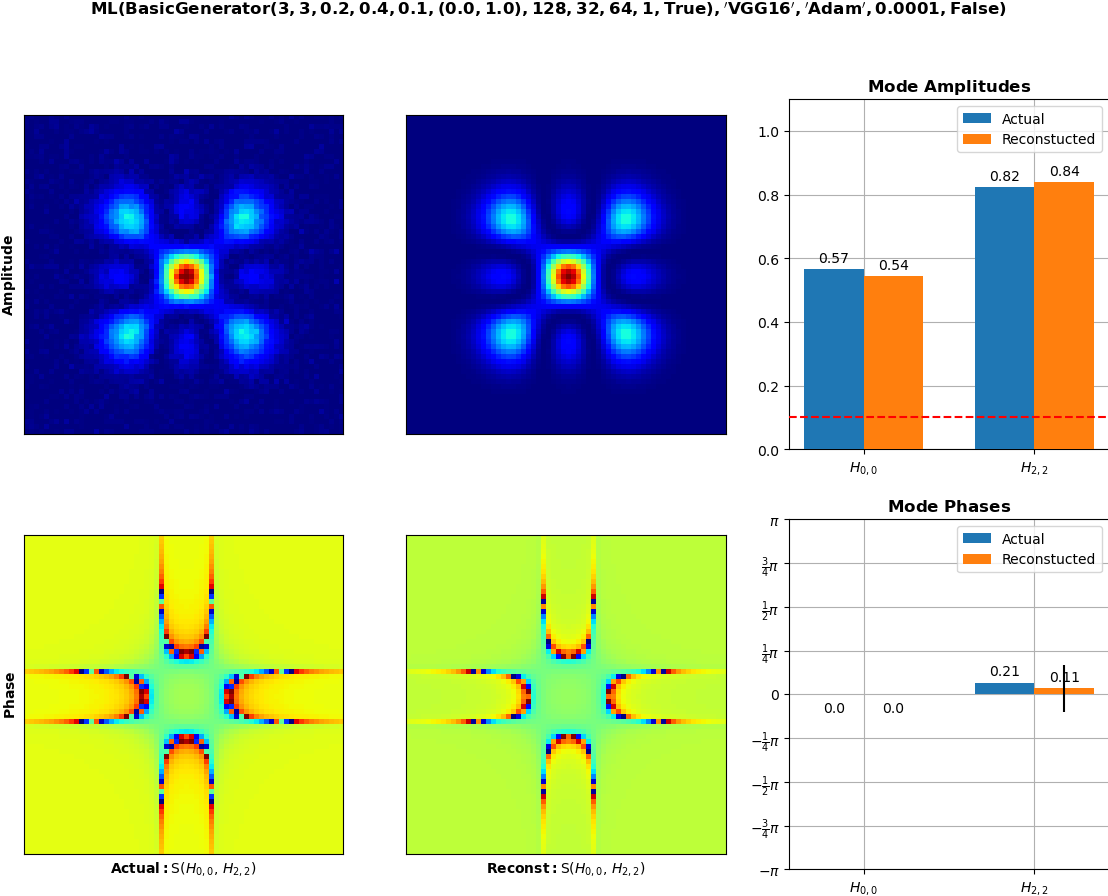 ML(BasicGenerator(3, 3, 0.2, 0.4, 0.1, (0.0, 1.0), 128, 32, 64, 1, True), ′VGG16′, ′Adam′, 0.0001, False)
Amplitude
Mode Amplitudes
Actual
Reconstucted
1.0
0.8
0.6
0.4
0.2
0.0
0.57
0.54
0.82
0.84
H0, 0
H2, 2
Phase
Actual: S(H0, 0, H2, 2)
Reconst: S(H0, 0, H2, 2)
Mode Phases
Actual
Reconstucted
π
3/4π
1/2π
1/4π
0
−1/4π
−1/2π
−3/4π
−π
0.0
0.0
0.21
0.11
H0, 0
H2, 2